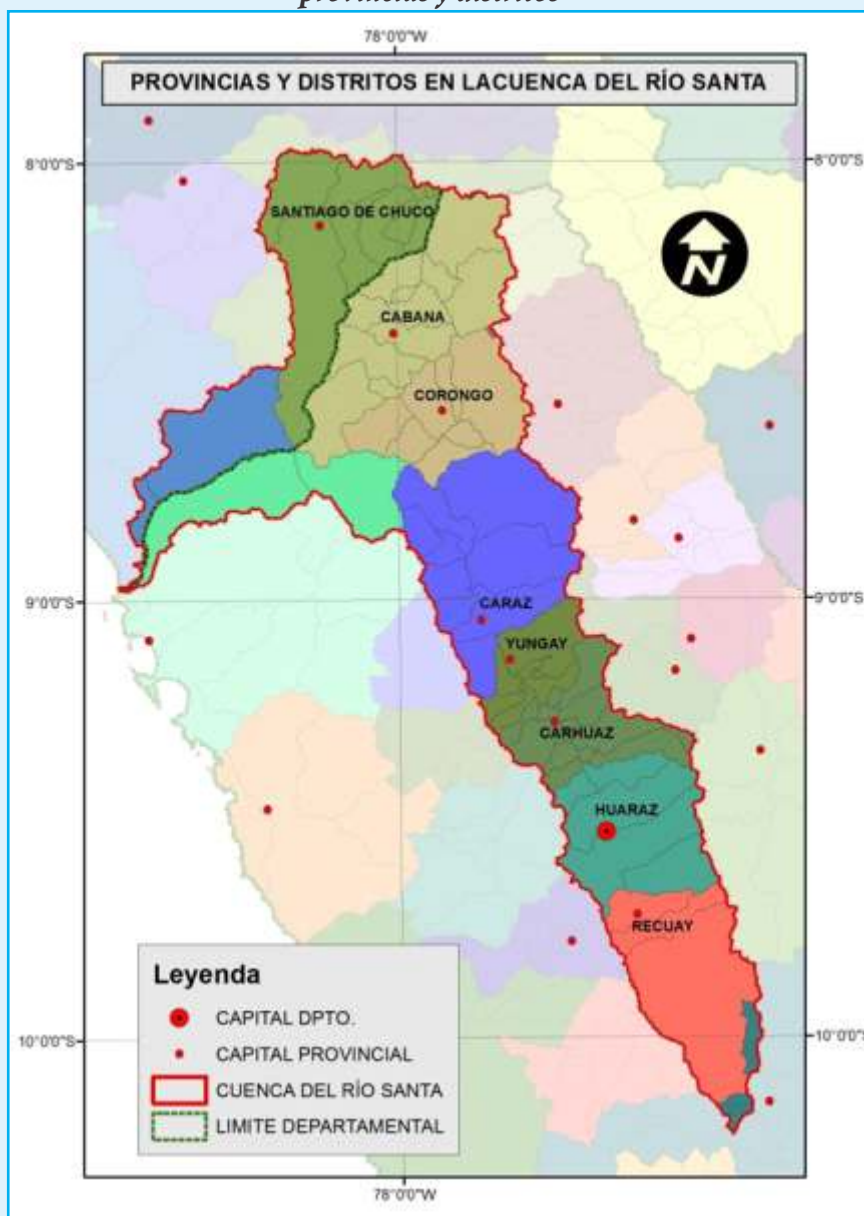 provincias y distritos
78°0'0"W
PROVINCIAS Y DISTRITOS EN LACUENCA DEL RÍO SANTA
8°0'0"S
8°0'0"S
SANTIAGO DE CHUCO
N
CABANA
CORONGO
9°0'0"S
9°0'0"S
CARAZ
YUNGAY
CARHUAZ
HUARAZ
RECUAY
Leyenda
CAPITAL DPTO.
CAPITAL PROVINCIAL
CUENCA DEL RÍO SANTA
LIMITE DEPARTAMENTAL
10°0'0"S
10°0'0"S
78°0'0"W